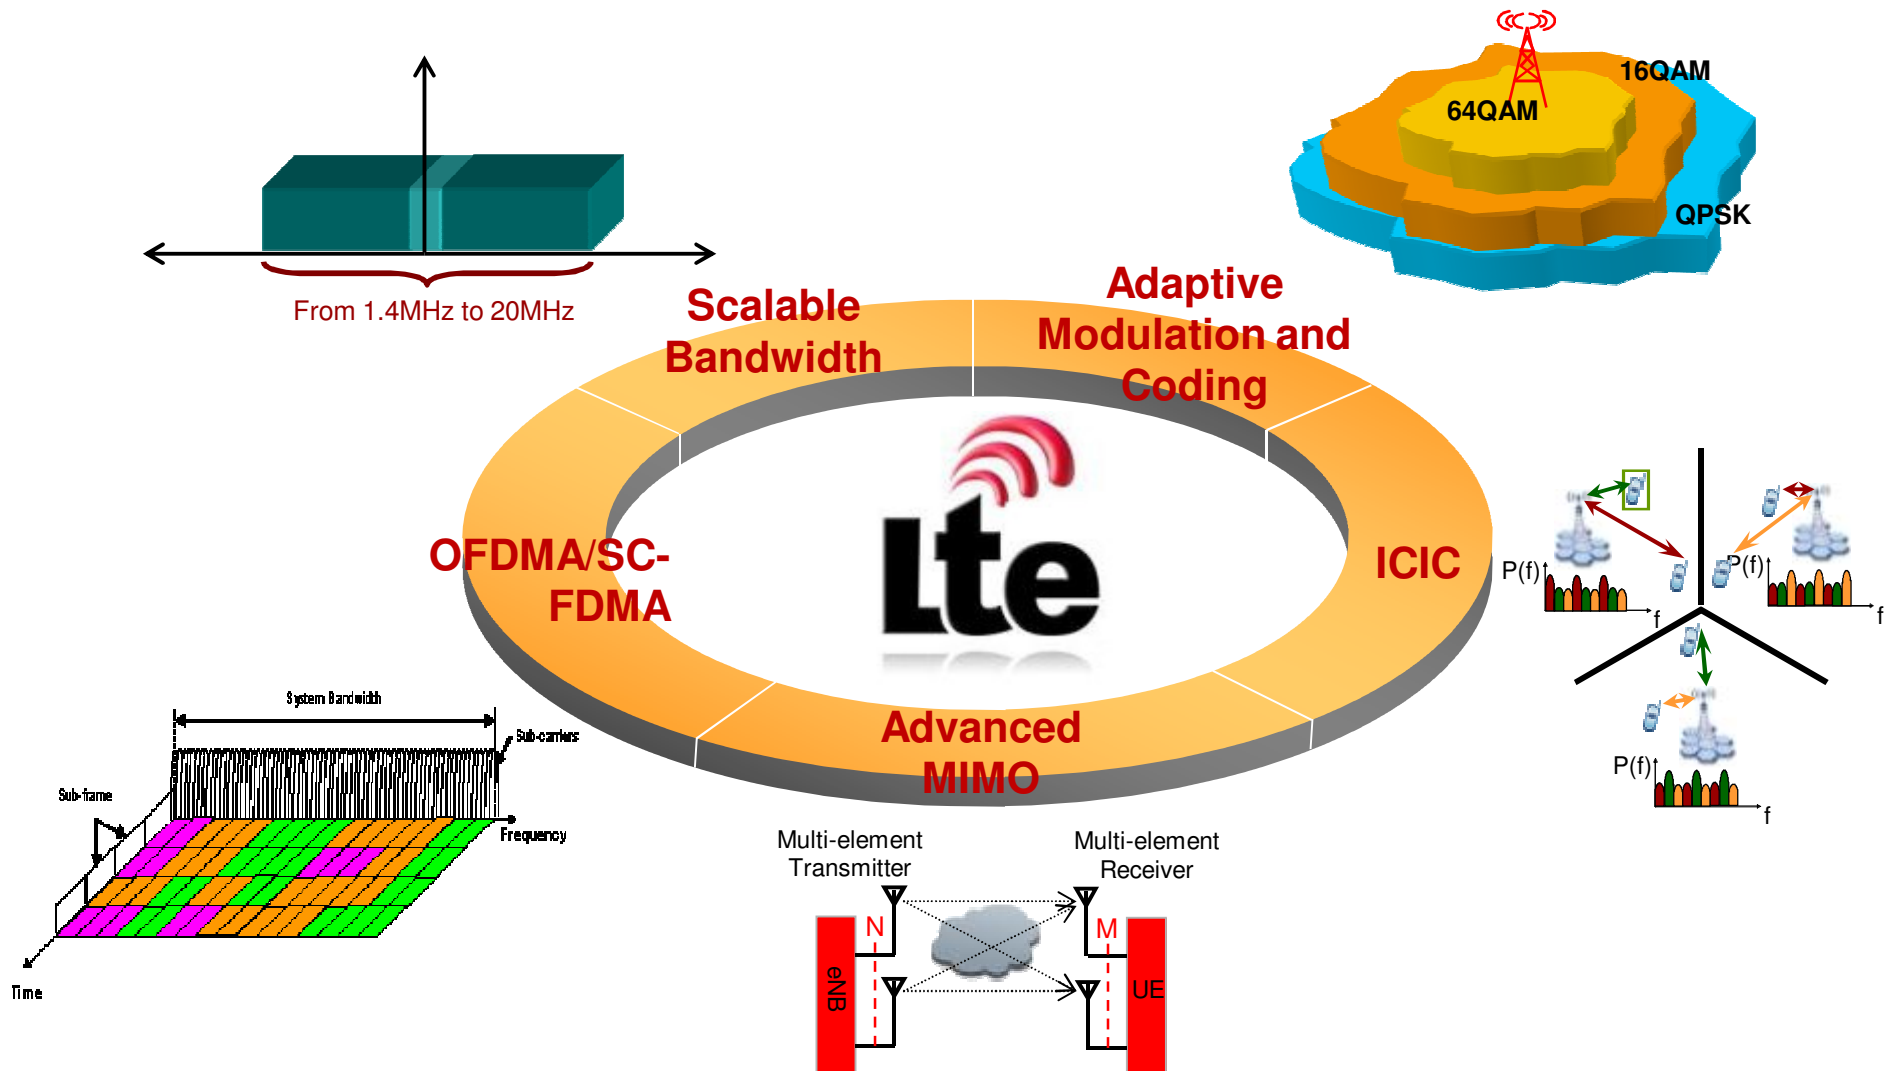 16QAM
64QAM
QPSK
From 1.4MHz to 20MHz
Scalable
Bandwidth
Adaptive
Modulation and
Coding
Lte
OFDMA/SC-
FDMA
ICIC
P(f)
f
P(f)
f
P(f)
f
System Bandwidth
Sub-carriers
Sub-frame
Frequency
Time
Advanced
MIMO
Multi-element
Transmitter
Multi-element
Receiver
N
M
eNB
UE